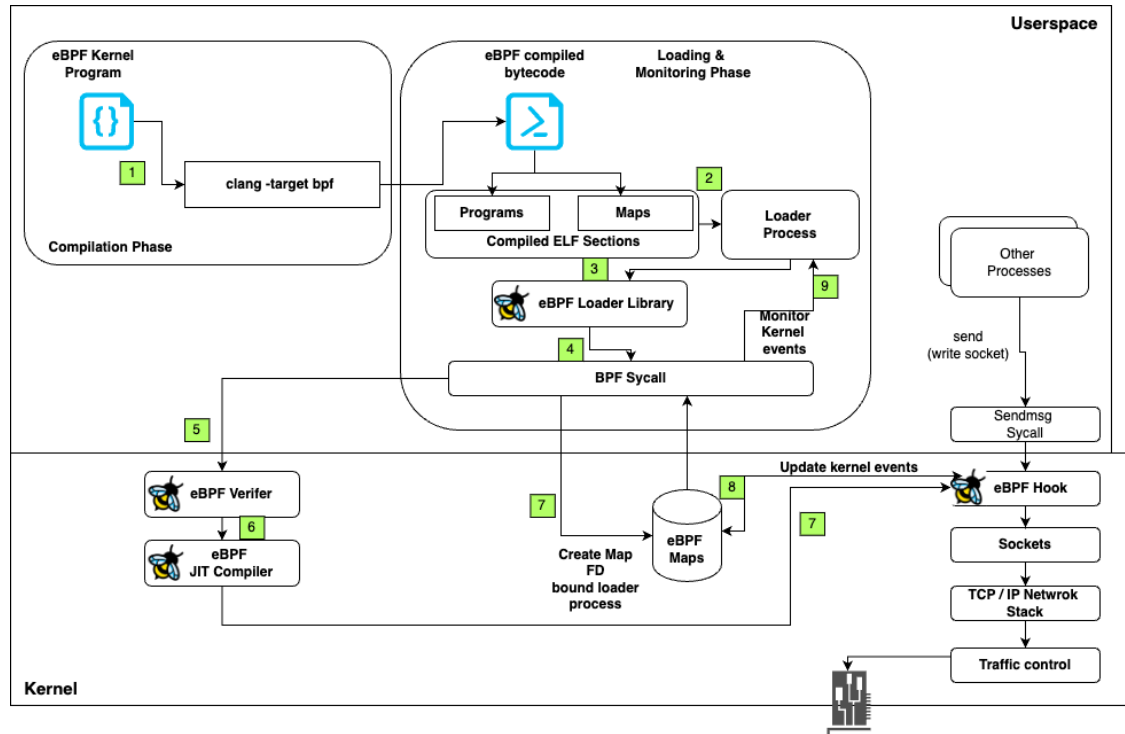 Userspace
eBPF Kernel
Program
1
clang -target bpf
Compilation Phase
eBPF compiled
bytecode
Loading &
Monitoring Phase
2
Programs
Maps
Compiled ELF Sections
Loader
Process
3
eBPF Loader Library
9
Monitor
Kernel
events
4
BPF Sycall
Other
Processes
send
(write socket)
Sendmsg
Sycall
5
eBPF Verifer
6
eBPF
JIT Compiler
7
Create Map
FD
bound loader
process
eBPF
Maps
8
Update kernel events
7
eBPF Hook
Sockets
TCP / IP Netwrok
Stack
Traffic control
Kernel